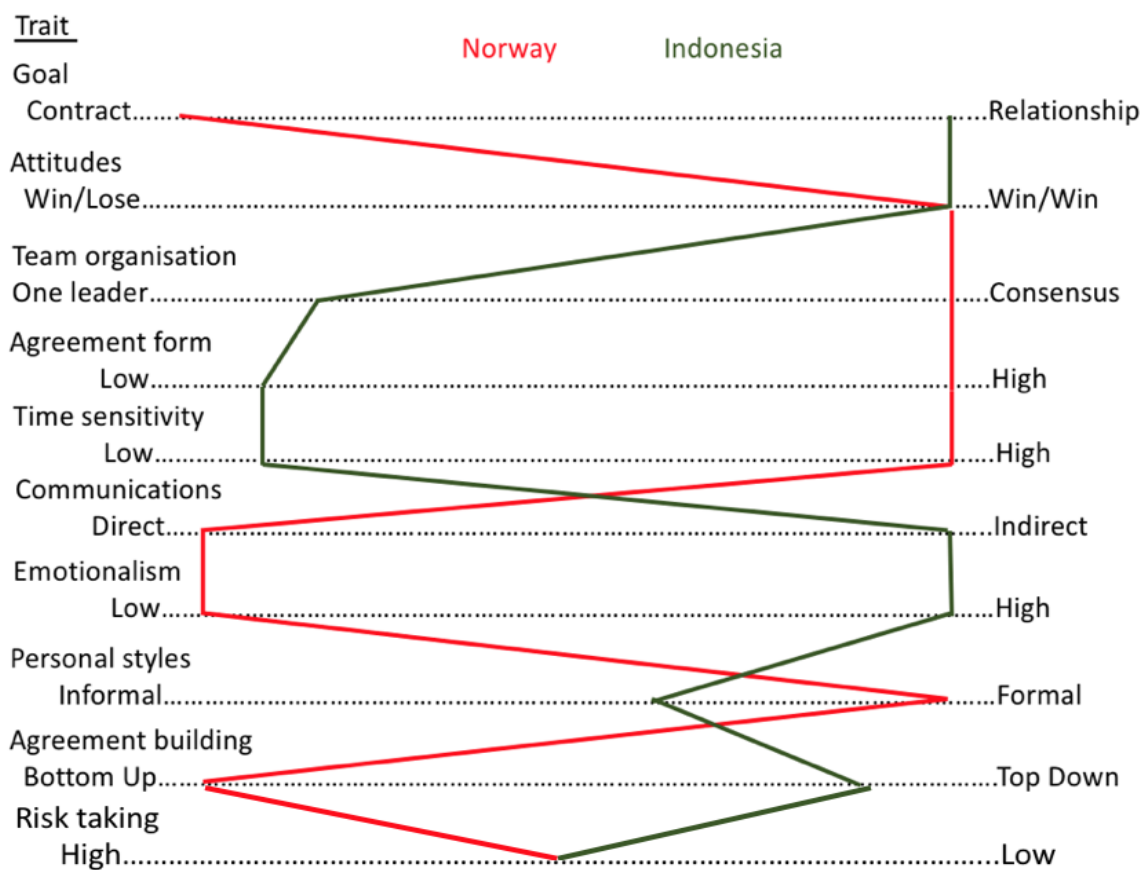 Trait
Norway Indonesia
Goal
Contract Relationship
Attitudes
Win/Lose Win/Win
Team organisation
One leader Consensus
Agreement form
Low High
Time sensitivity
Low High
Communications
Direct Indirect
Emotionalism
Low High
Personal styles
Informal Formal
Agreement building
Bottom Up Top Down
Risk taking
High Low